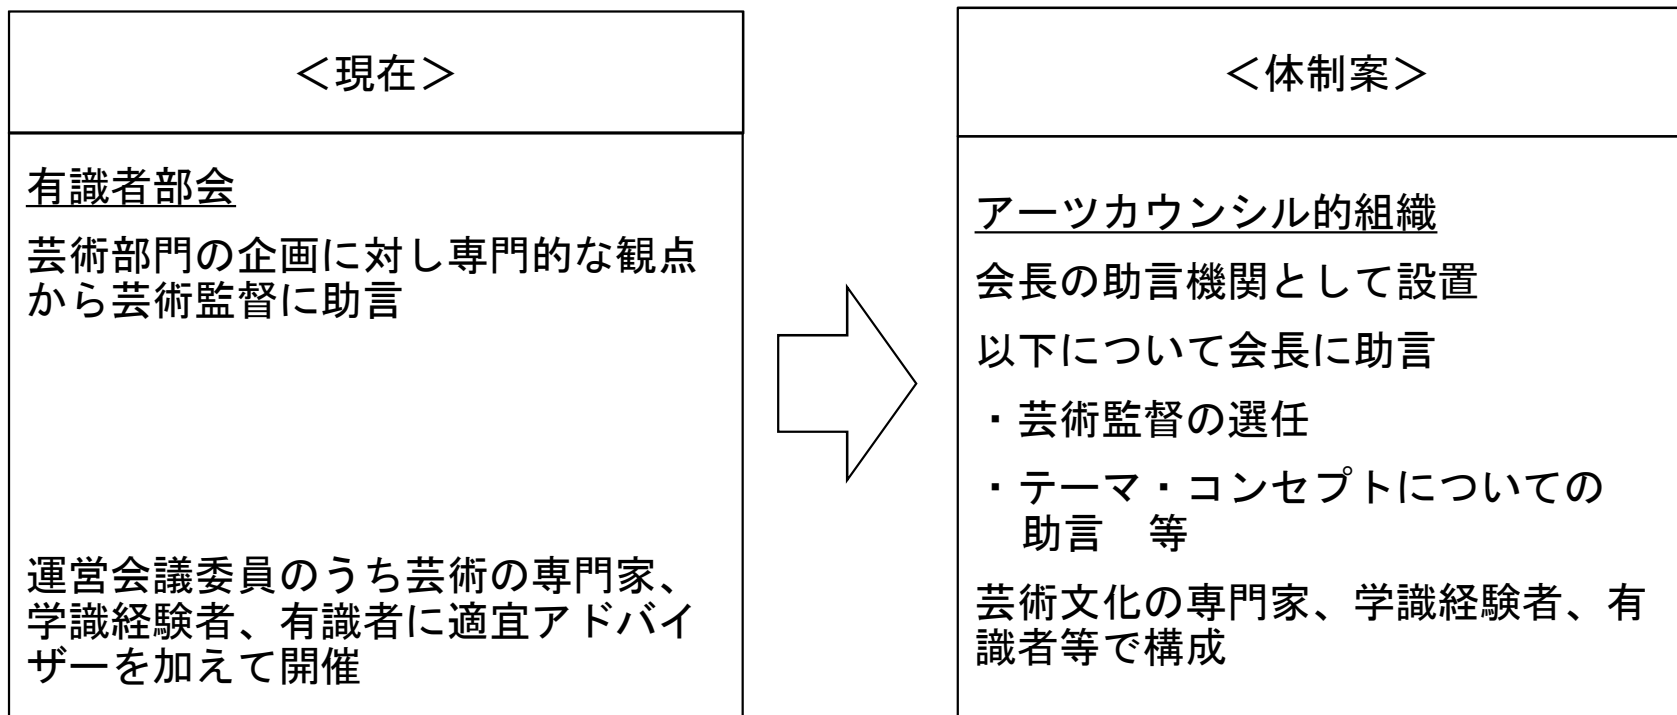 ＜現在＞
有識者部会
芸術部門の企画に対し専門的な観点
から芸術監督に助言
運営会議委員のうち芸術の専門家、
学識経験者、有識者に適宜アドバイ
ザーを加えて開催
＜体制案＞
アーツカウンシル的組織
会長の助言機関として設置
以下について会長に助言
・芸術監督の選任
・テーマ・コンセプトについての
助言　等
芸術文化の専門家、学識経験者、有
識者等で構成